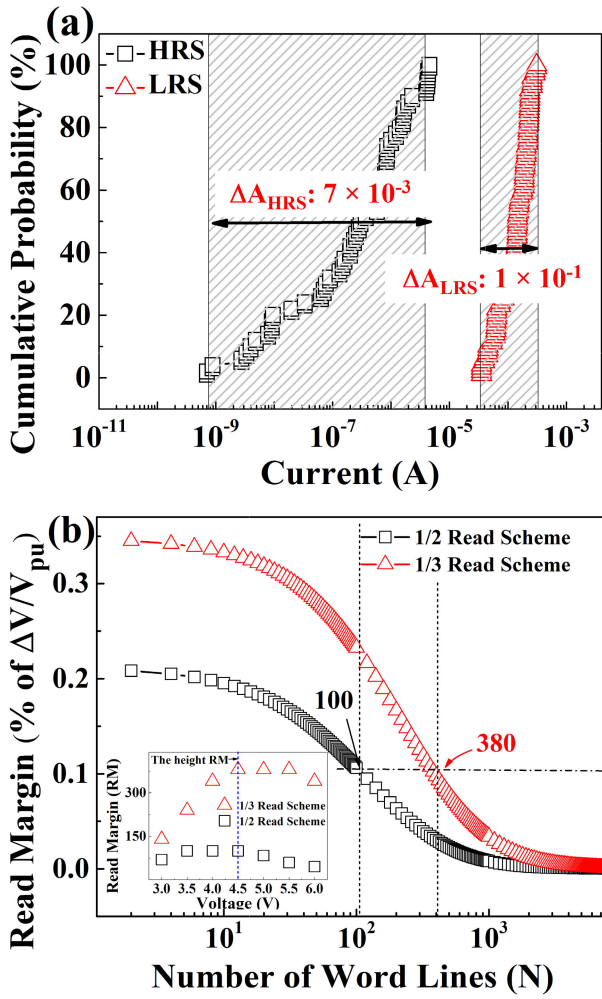 (a)
HRS
LRS
Cumulative Probability (%)
100
80
60
40
20
0
ΔA_HRS: 7 × 10^-3
ΔA_LRS: 1 × 10^-1
10^-11 10^-9 10^-7 10^-5 10^-3
Current (A)
(b)
1/2 Read Scheme
1/3 Read Scheme
Read Margin (% of ΔV/V_pu)
0.3
0.2
0.1
0.0
100
380
The height RM
Read Margin (RM)
300
150
1/3 Read Scheme
1/2 Read Scheme
3.0 3.5 4.0 4.5 5.0 5.5 6.0
Voltage (V)
10^1 10^2 10^3
Number of Word Lines (N)